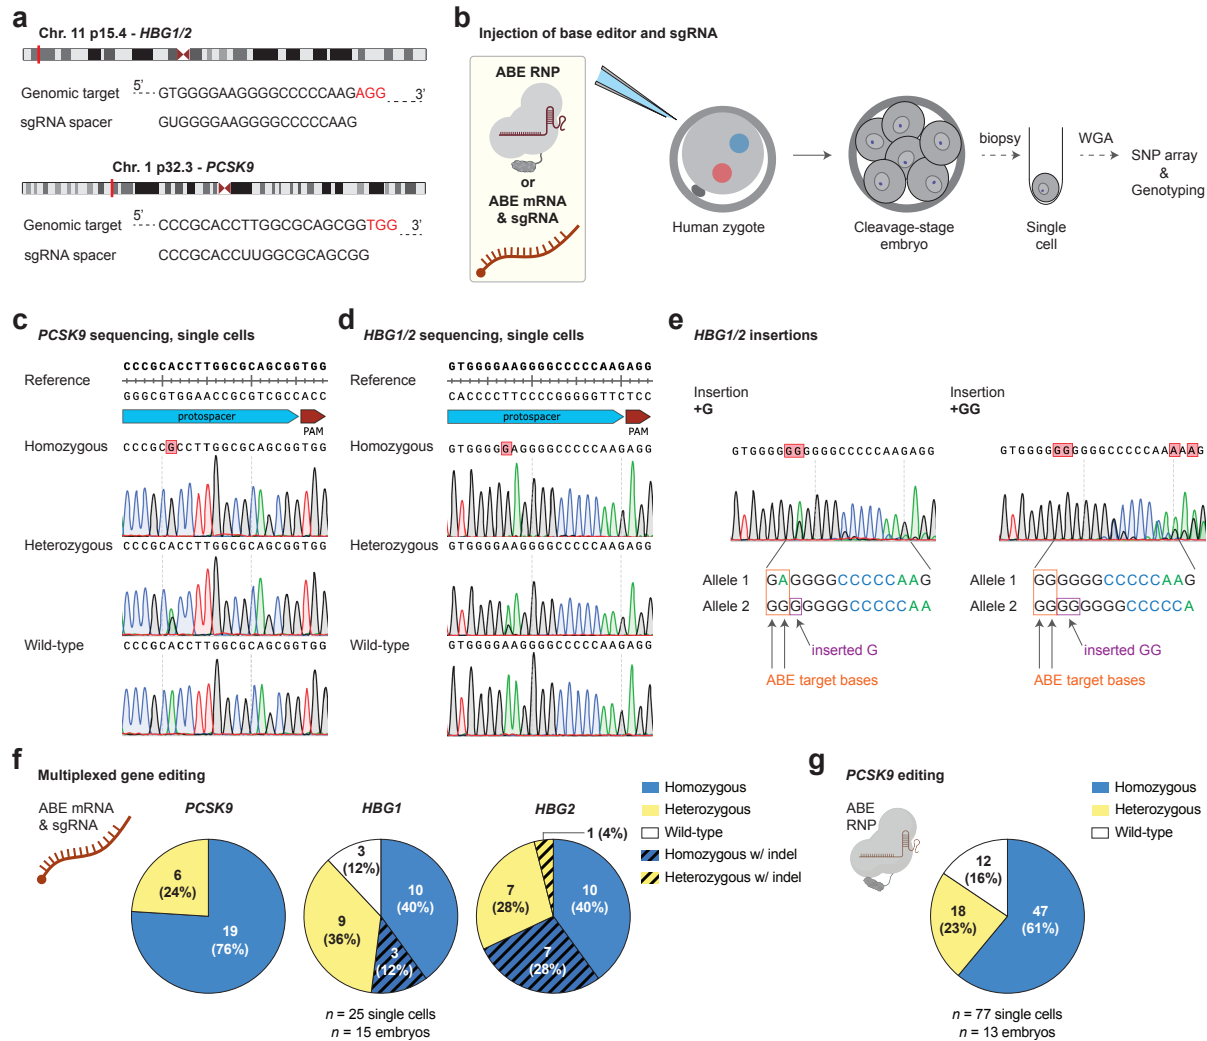 a
Chr. 11 p15.4 - HBG1/2
Genomic target 5' GTGGGGAAGGGGCCCCCAAGAGG 3'
sgRNA spacer GUGGGGAAGGGGCCCCCAAG
Chr. 1 p32.3 - PCSK9
Genomic target 5' CCCGCACCTTGGCGCAGCGGTGG 3'
sgRNA spacer CCCGCACCUUGGCGCAGCGG
b
Injection of base editor and sgRNA
ABE RNP
or
ABE mRNA
& sgRNA
Human zygote
Cleavage-stage
embryo
biopsy
Single
cell
WGA
SNP array
&
Genotyping
c
PCSK9 sequencing, single cells
CCCGCACCTTGGCGCAGCGGTGG
Reference
GGGCGTGGAACCGCGTCGCCACC
protospacer
PAM
Homozygous
CCCGCGCCTTGGCGCAGCGGTGG
Heterozygous
CCCGCACCTTGGCGCAGCGGTGG
Wild-type
CCCGCACCTTGGCGCAGCGGTGG
d
HBG1/2 sequencing, single cells
GTGGGGAAGGGGCCCCCAAGAGG
Reference
CACCCCTTCCCCGGGGGTTCTCC
protospacer
PAM
Homozygous
GTGGGGGAGGGGCCCCCAAGAGG
Heterozygous
GTGGGGAAGGGGCCCCCAAGAGG
Wild-type
GTGGGGAAGGGGCCCCCAAGAGG
e
HBG1/2 insertions
Insertion
+G
GTGGGGGGGGGGCCCCCAAGAGG
Allele 1 GAGGGGCCCCCAAG
Allele 2 GGGGGGGCCCCCAA
inserted G
ABE target bases
Insertion
+GG
GTGGGGGGGGGGCCCCCAAAAAG
Allele 1 GGGGGGCCCCCAAG
Allele 2 GGGGGGGGCCCCCA
inserted GG
ABE target bases
f
Multiplexed gene editing
ABE mRNA
& sgRNA
PCSK9
6
(24%)
19
(76%)
HBG1
3
(12%)
10
(40%)
9
(36%)
3
(12%)
n = 25 single cells
n = 15 embryos
HBG2
1 (4%)
7
(28%)
10
(40%)
7
(28%)
Homozygous
Heterozygous
Wild-type
Homozygous w/ indel
Heterozygous w/ indel
g
PCSK9 editing
ABE
RNP
12
(16%)
18
(23%)
47
(61%)
n = 77 single cells
n = 13 embryos
Homozygous
Heterozygous
Wild-type